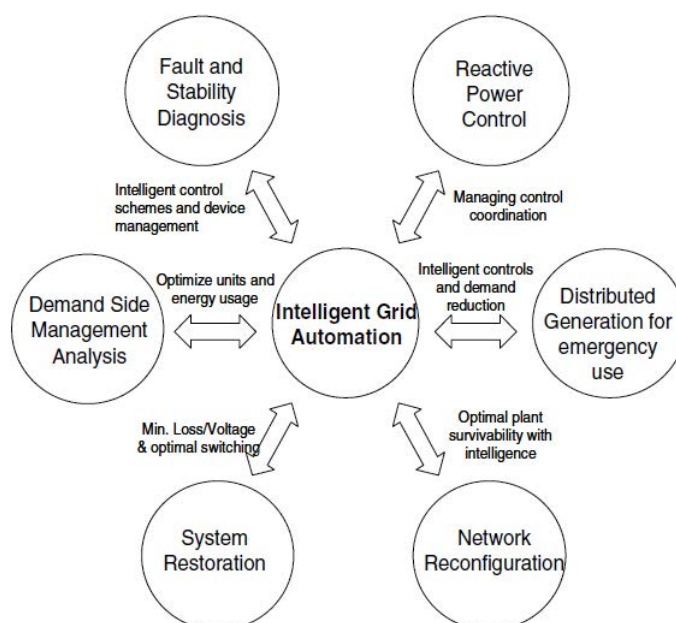 Fault and
Stability
Diagnosis
Reactive
Power
Control
Intelligent control
schemes and device
management
Managing control
coordination
Demand Side
Management
Analysis
Optimize units and
energy usage
Intelligent Grid
Automation
Intelligent controls
and demand
reduction
Distributed
Generation for
emergency
use
Min. Loss/Voltage
& optimal switching
Optimal plant
survivability with
intelligence
System
Restoration
Network
Reconfiguration